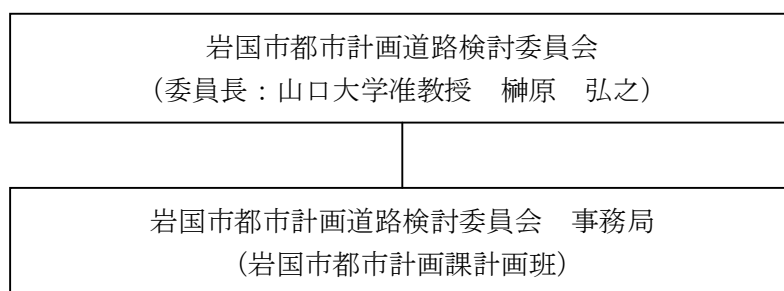 岩国市都市計画道路検討委員会
(委員長：山口大学准教授　榊原　弘之)
岩国市都市計画道路検討委員会　事務局
(岩国市都市計画課計画班)